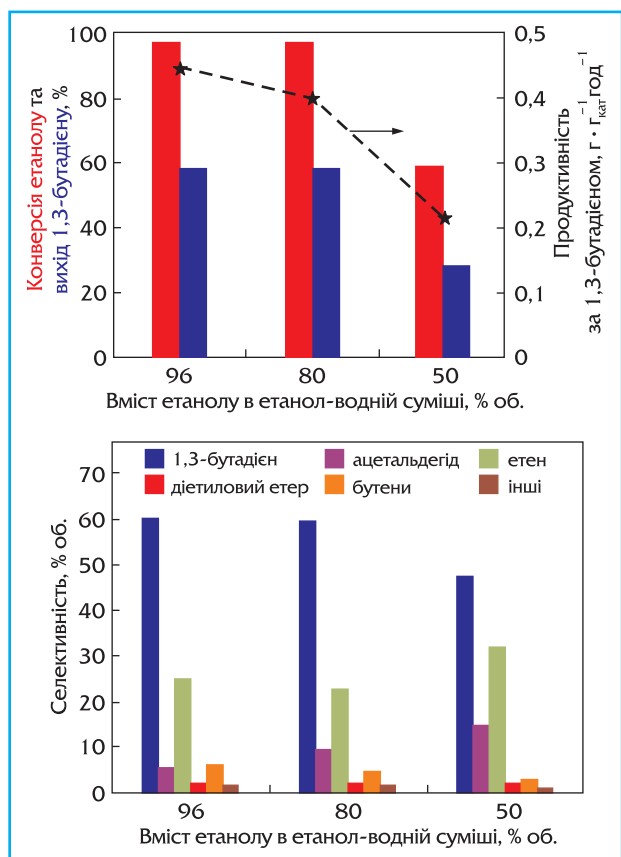 Конверсія етанолу та
вихід 1,3-бутадієну, %
100
80
60
40
20
0
0,5
0,4
0,3
0,2
0,1
0
Продуктивність
за 1,3-бутадієном, г · г кат ⁻¹ год ⁻¹
96 80 50
Вміст етанолу в етанол-водній суміші, % об.
1,3-бутадієн ацетальдегід етен
діетиловий етер бутени інші
Селективність, % об.
70
60
50
40
30
20
10
0
96 80 50
Вміст етанолу в етанол-водній суміші, % об.